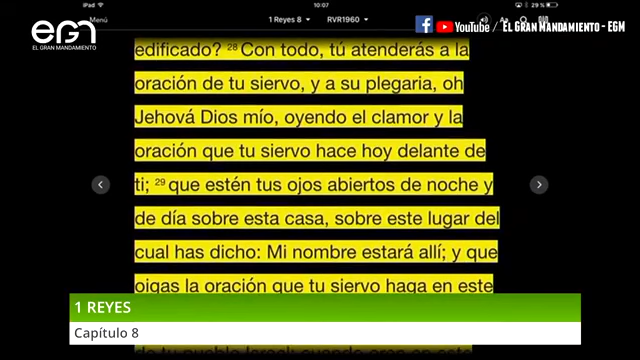 iPad
10:07
29 %
Menú
1 Reyes 8
RVR1960
AA
YouTube / El Gran Mandamiento - EGM
EGM
EL GRAN MANDAMIENTO
edificado? 28 Con todo, tú atenderás a la
oración de tu siervo, y a su plegaria, oh
Jehová Dios mío, oyendo el clamor y la
oración que tu siervo hace hoy delante de
ti; 29 que estén tus ojos abiertos de noche y
de día sobre esta casa, sobre este lugar del
cual has dicho: Mi nombre estará allí; y que
oigas la oración que tu siervo haga en este
1 REYES
Capítulo 8